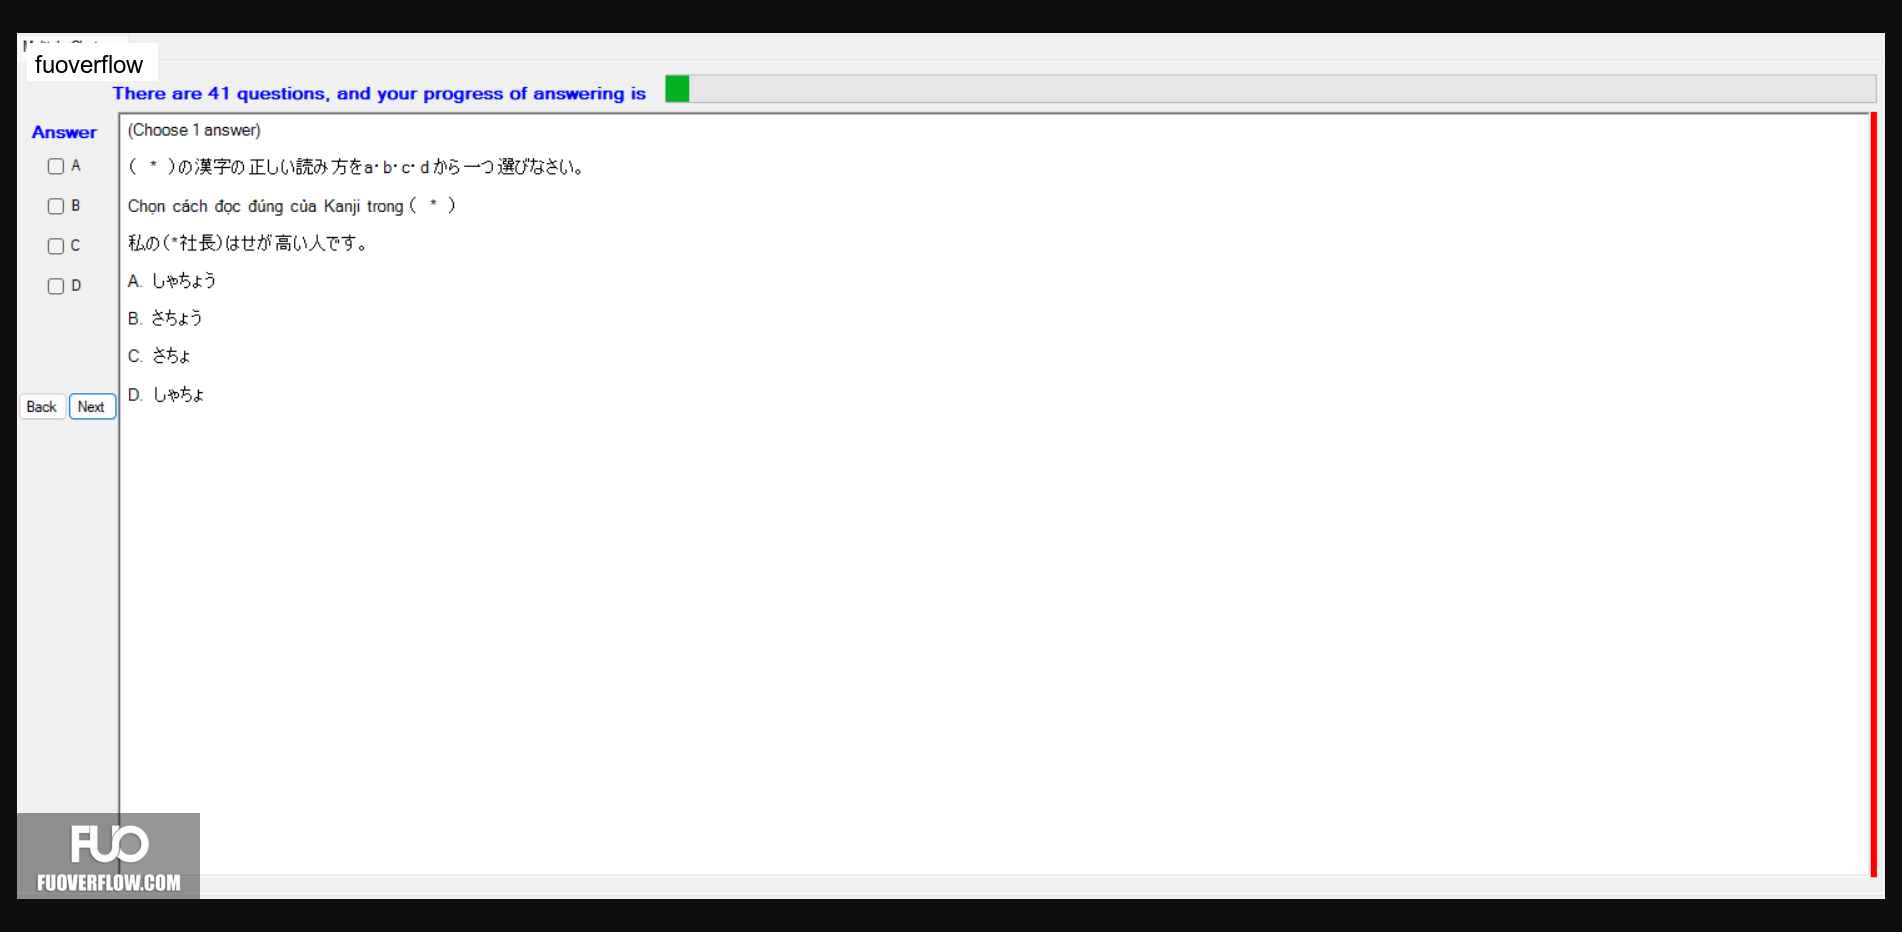 fuoverflow
There are 41 questions, and your progress of answering is
Answer
A
B
C
D
Back Next
(Choose 1 answer)
( * )の漢字の正しい読み方をa・b・c・dから一つ選びなさい。
Chọn cách đọc đúng của Kanji trong ( * )
私の(*社長)はせが高い人です。
A. しゃちょう
B. さちょう
C. さちょ
D. しゃちょ
FUO
FUOVERFLOW.COM